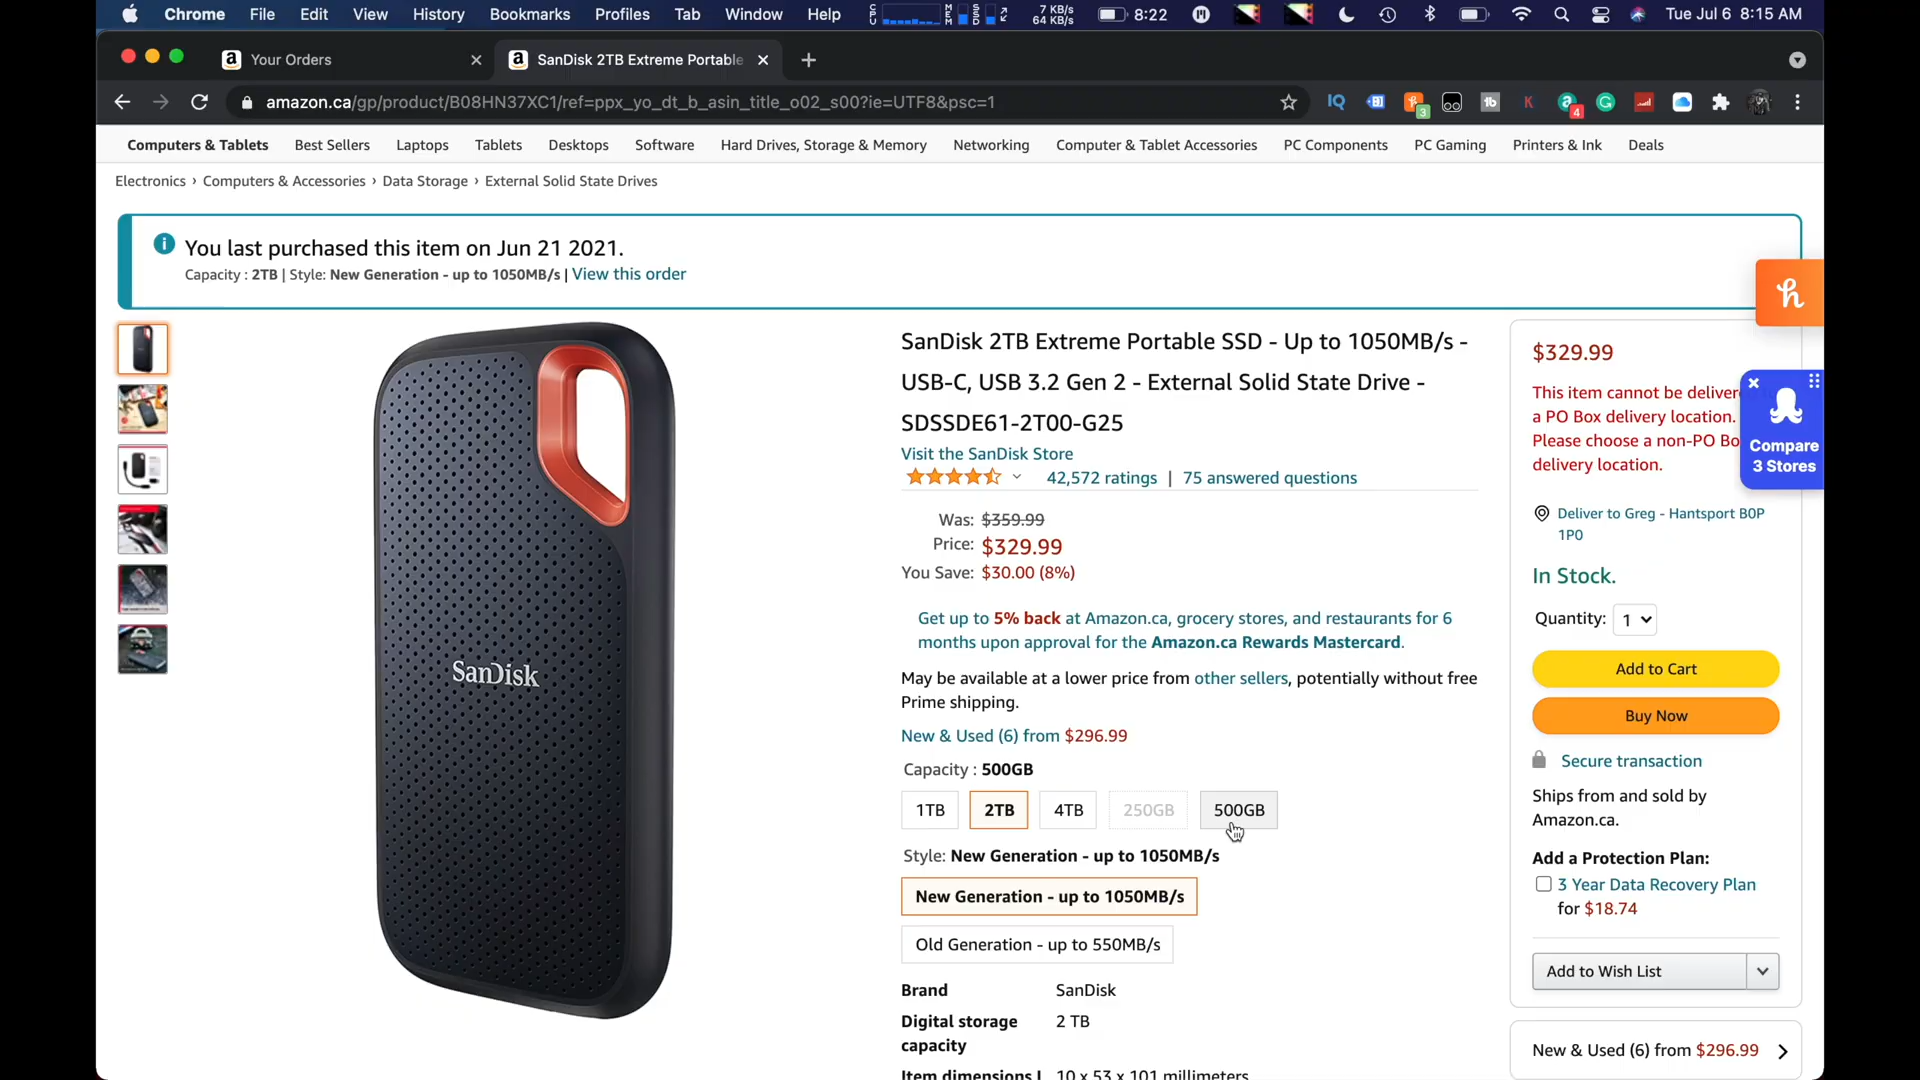 Chrome File Edit View History Bookmarks Profiles Tab Window Help 7 KB/s 64 KB/s 8:22 Tue Jul 6 8:15 AM
Your Orders
SanDisk 2TB Extreme Portable
amazon.ca/gp/product/B08HN37XC1/ref=ppx_yo_dt_b_asin_title_o02_s00?ie=UTF8&psc=1
Computers & Tablets Best Sellers Laptops Tablets Desktops Software Hard Drives, Storage & Memory Networking Computer & Tablet Accessories PC Components PC Gaming Printers & Ink Deals
Electronics › Computers & Accessories › Data Storage › External Solid State Drives
You last purchased this item on Jun 21 2021.
Capacity : 2TB | Style: New Generation - up to 1050MB/s | View this order
SanDisk
SanDisk 2TB Extreme Portable SSD - Up to 1050MB/s -
USB-C, USB 3.2 Gen 2 - External Solid State Drive -
SDSSDE61-2T00-G25
Visit the SanDisk Store
42,572 ratings | 75 answered questions
Was: $359.99
Price: $329.99
You Save: $30.00 (8%)
Get up to 5% back at Amazon.ca, grocery stores, and restaurants for 6
months upon approval for the Amazon.ca Rewards Mastercard.
May be available at a lower price from other sellers, potentially without free
Prime shipping.
New & Used (6) from $296.99
Capacity : 500GB
1TB 2TB 4TB 250GB 500GB
Style: New Generation - up to 1050MB/s
New Generation - up to 1050MB/s
Old Generation - up to 550MB/s
Brand SanDisk
Digital storage 2 TB
capacity
Item dimensions L 10 x 53 x 101 millimeters
$329.99
This item cannot be deliver
a PO Box delivery location.
Please choose a non-PO Bo
delivery location.
Compare
3 Stores
Deliver to Greg - Hantsport B0P
1P0
In Stock.
Quantity: 1
Add to Cart
Buy Now
Secure transaction
Ships from and sold by
Amazon.ca.
Add a Protection Plan:
3 Year Data Recovery Plan
for $18.74
Add to Wish List
New & Used (6) from $296.99